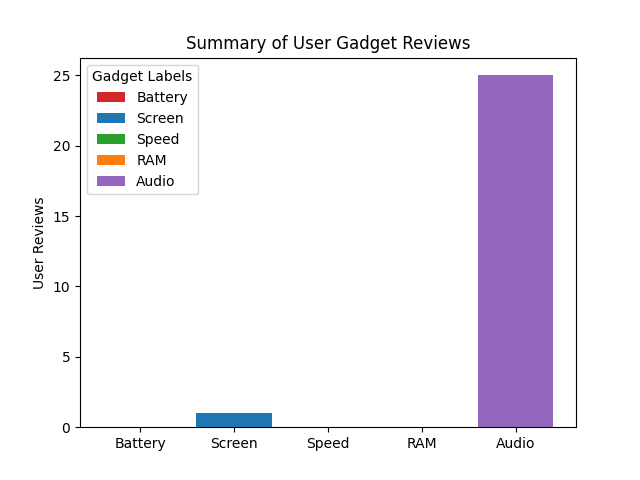 Summary of User Gadget Reviews
Gadget Labels
Battery
Screen
Speed
RAM
Audio
User Reviews
25
20
15
10
5
0
Battery Screen Speed RAM Audio